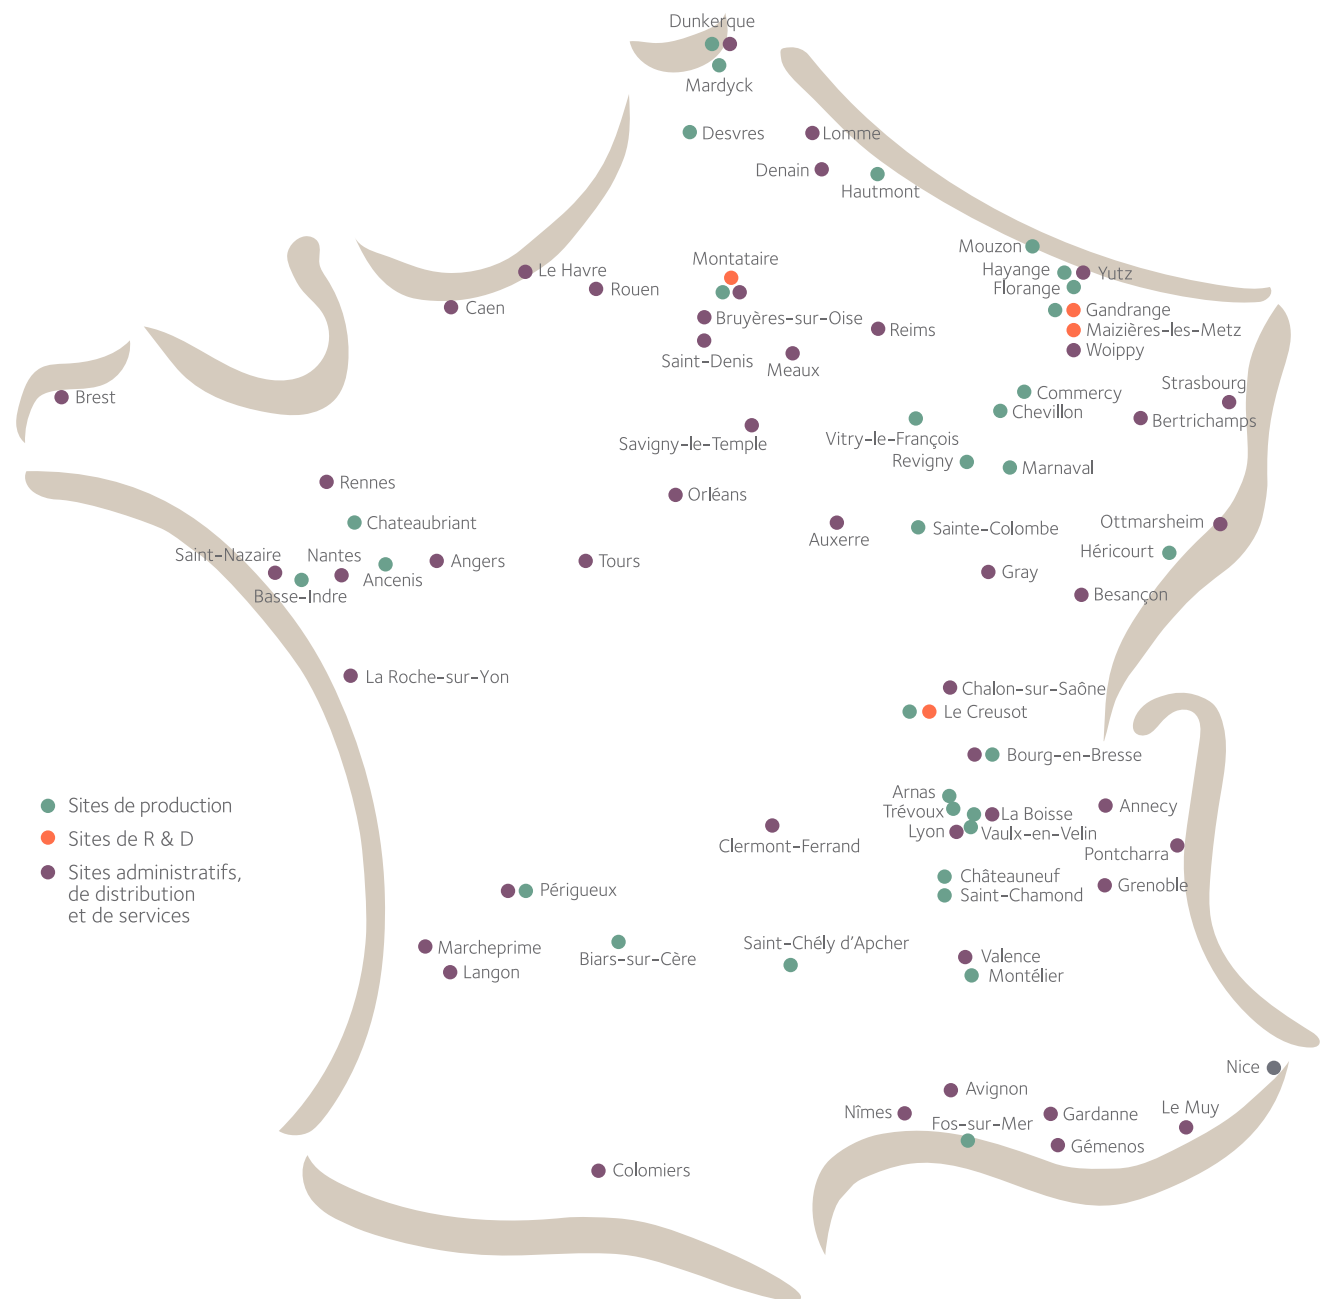 Dunkerque
Mardyck
Desvres
Lomme
Denain
Hautmont
Mouzon
Hayange
Yutz
Florange
Gandrange
Maizières-les-Metz
Woippy
Montataire
Le Havre
Rouen
Caen
Bruyères-sur-Oise
Saint-Denis
Meaux
Reims
Brest
Commercy
Chevillon
Strasbourg
Bertrichamps
Savigny-le-Temple
Vitry-le-François
Revigny
Marnaval
Rennes
Orléans
Chateaubriant
Auxerre
Sainte-Colombe
Ottmarsheim
Héricourt
Saint-Nazaire
Nantes
Ancenis
Angers
Tours
Basse-Indre
Gray
Besançon
La Roche-sur-Yon
Chalon-sur-Saône
Le Creusot
Bourg-en-Bresse
Arnas
Trévoux
La Boisse
Lyon
Vaulx-en-Velin
Annecy
Pontcharra
Clermont-Ferrand
Châteauneuf
Saint-Chamond
Grenoble
Sites de production
Sites de R & D
Sites administratifs,
de distribution
et de services
Périgueux
Marcheprime
Langon
Biars-sur-Cère
Saint-Chély d'Apcher
Valence
Montélier
Nice
Avignon
Nîmes
Fos-sur-Mer
Gardanne
Le Muy
Gémenos
Colomiers